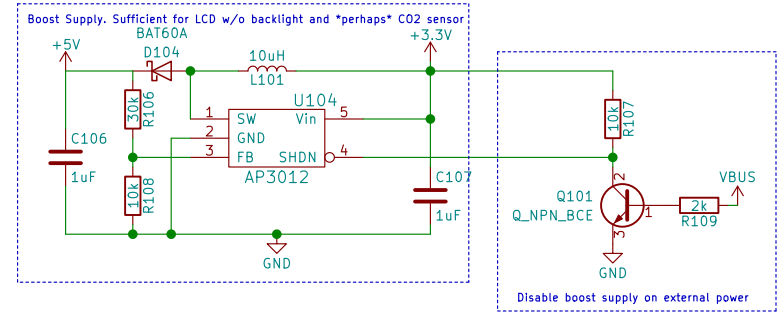 Boost Supply. Sufficient for LCD w/o backlight and *perhaps* CO2 sensor
BAT60A
+5V
D104
10uH
L101
+3.3V
U104
R106
30k
1 SW Vin 5
2 GND
3 FB SHDN 4
AP3012
C106
1uF
R108
10k
C107
1uF
GND
R107
10k
Q101
Q_NPN_BCE
2
1
3
2k
R109
VBUS
GND
Disable boost supply on external power